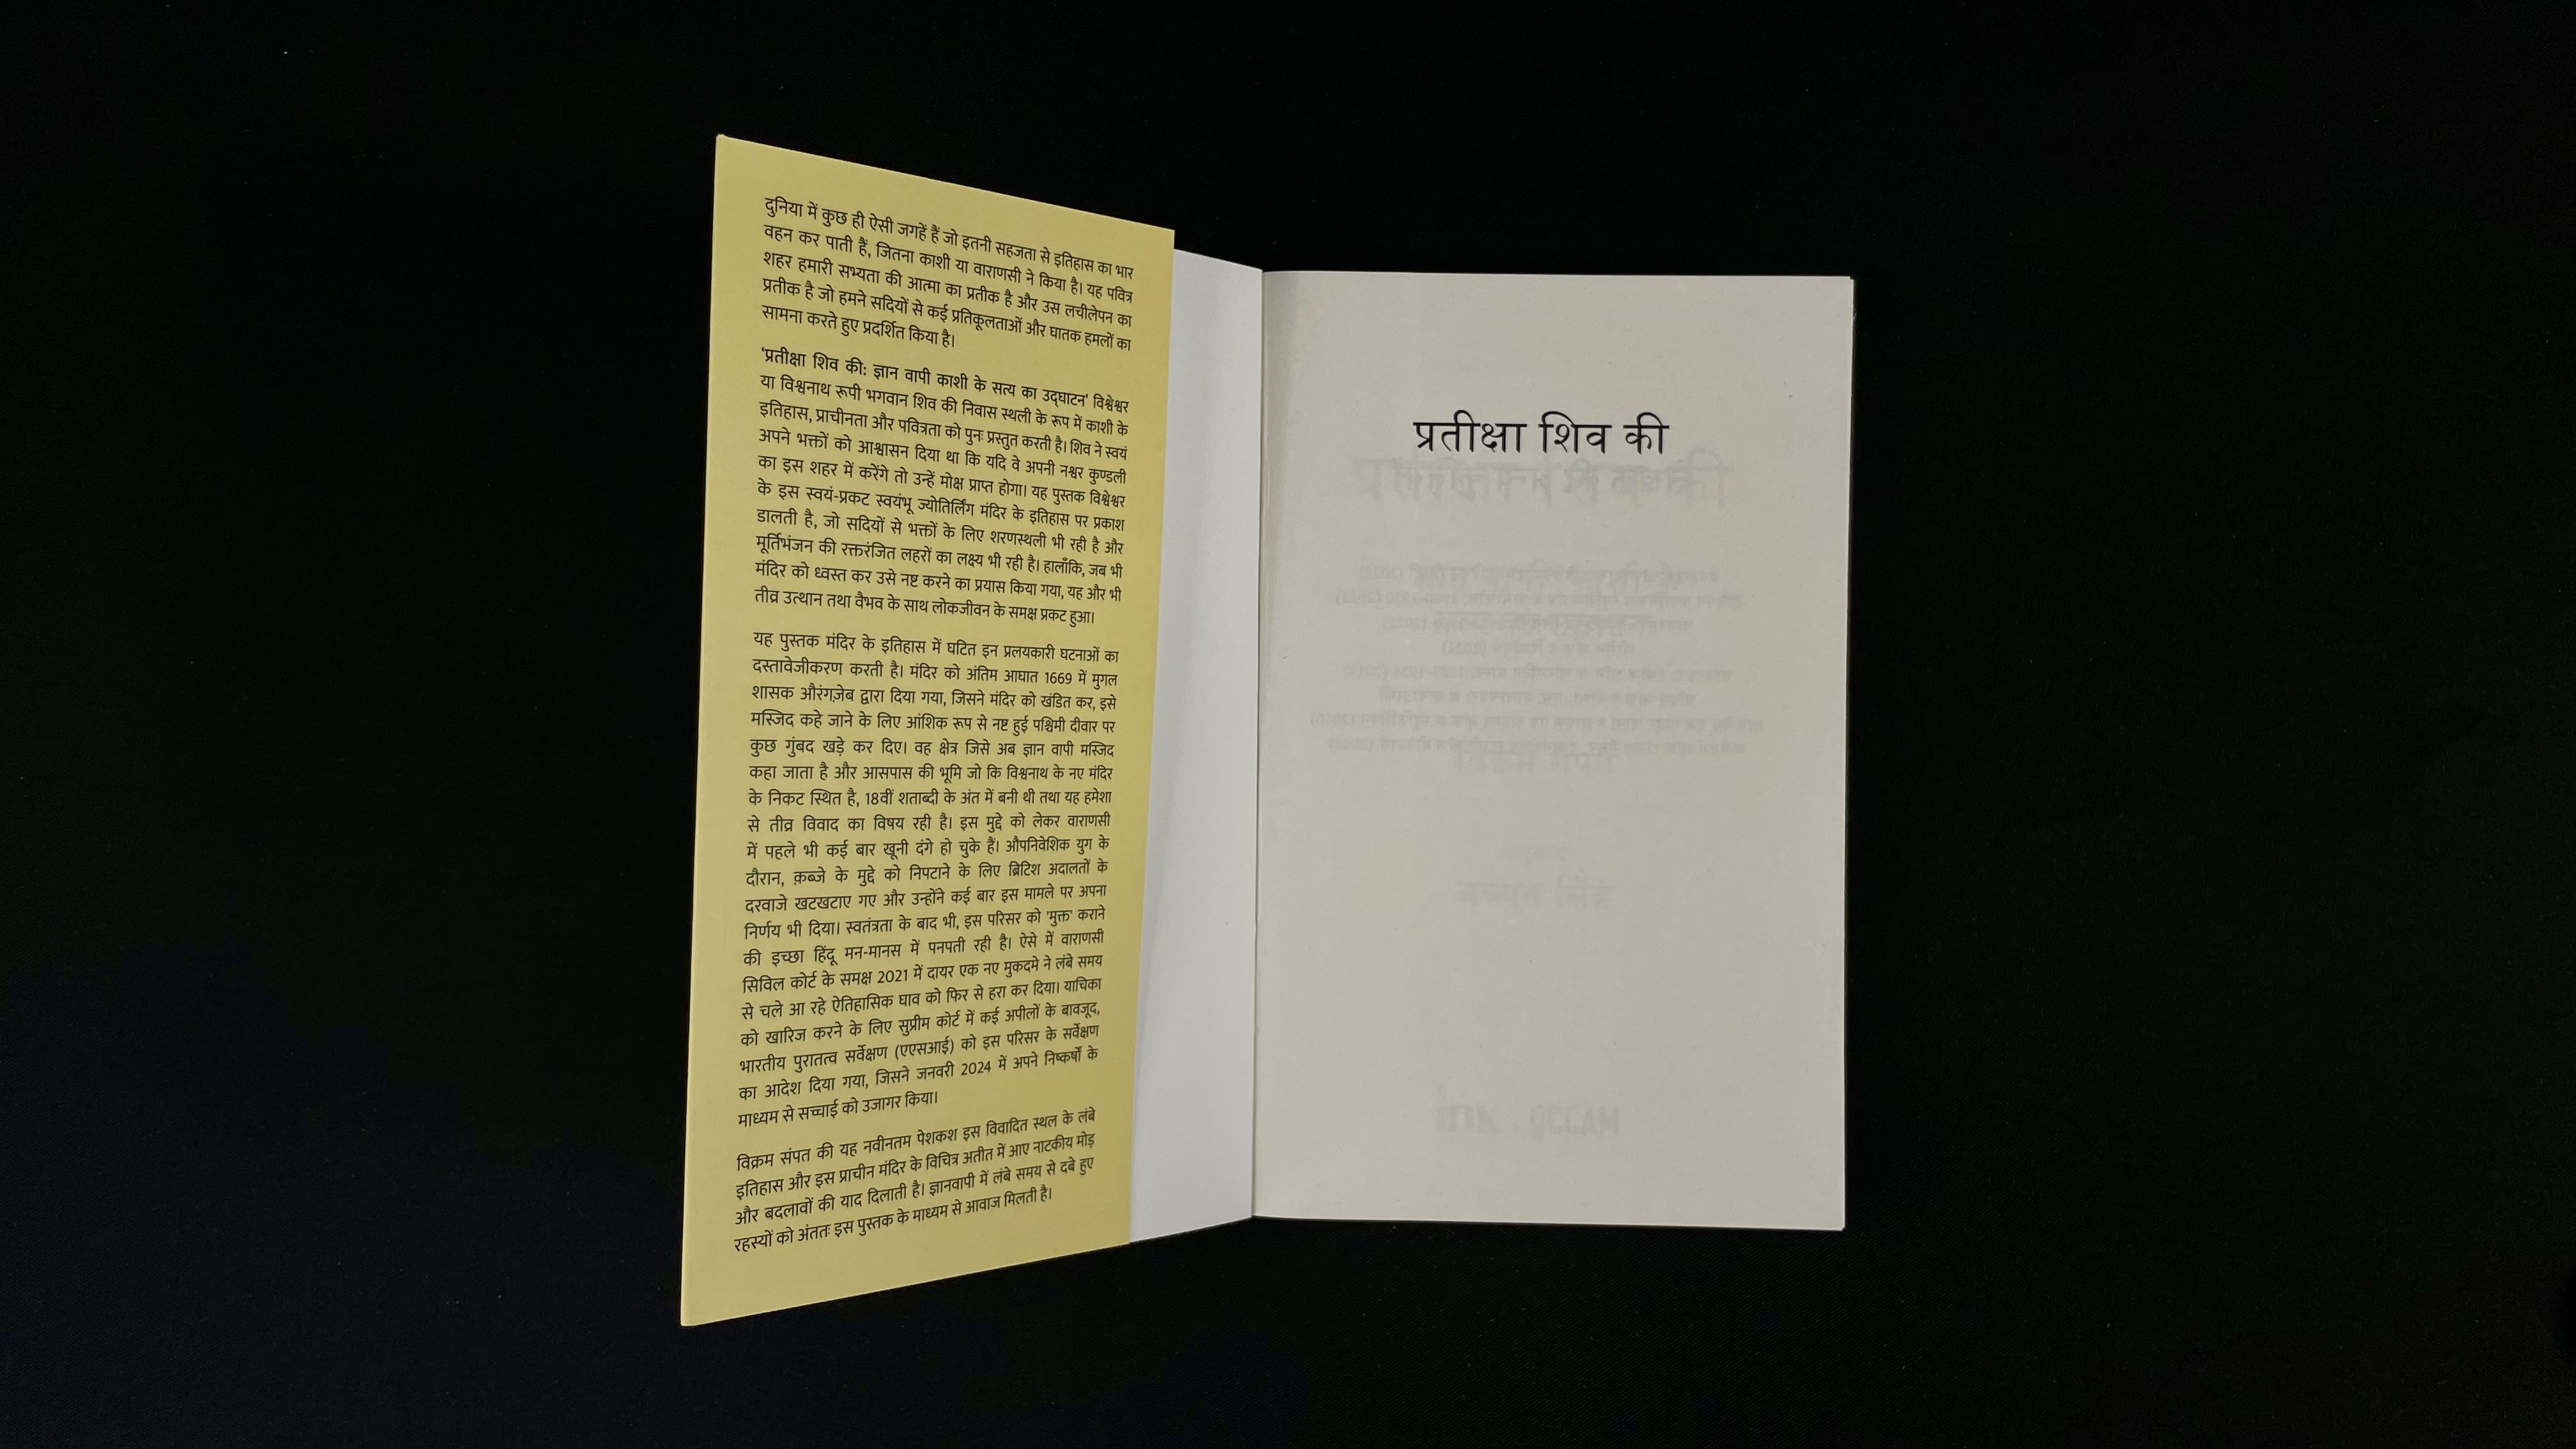 दुनिया में कुछ ही ऐसी जगहें हैं जो इतनी सहजता से इतिहास का भार
वहन कर पाती हैं, जितना काशी या वाराणसी ने किया है। यह पवित्र
शहर हमारी सभ्यता की आत्मा का प्रतीक है और उस लचीलेपन का
प्रतीक है जो हमने सदियों से कई प्रतिकूलताओं और घातक हमलों का
सामना करते हुए प्रदर्शित किया है।
'प्रतीक्षा शिव की: ज्ञान वापी काशी के सत्य का उद्‌घाटन' विश्वेश्वर
या विश्वनाथ रूपी भगवान शिव की निवास स्थली के रूप में काशी के
इतिहास, प्राचीनता और पवित्रता को पुनः प्रस्तुत करती है। शिव ने स्वयं
अपने भक्तों को आश्वासन दिया था कि यदि वे अपनी नश्वर कुण्डली
का इस शहर में करेंगे तो उन्हें मोक्ष प्राप्त होगा। यह पुस्तक विश्वेश्वर
के इस स्वयं-प्रकट स्वयंभू ज्योतिर्लिंग मंदिर के इतिहास पर प्रकाश
डालती है, जो सदियों से भक्तों के लिए शरणस्थली भी रही है और
मूर्तिभंजन की रक्तरंजित लहरों का लक्ष्य भी रही है। हालाँकि, जब भी
मंदिर को ध्वस्त कर उसे नष्ट करने का प्रयास किया गया, यह और भी
तीव्र उत्थान तथा वैभव के साथ लोकजीवन के समक्ष प्रकट हुआ।
यह पुस्तक मंदिर के इतिहास में घटित इन प्रलयकारी घटनाओं का
दस्तावेजीकरण करती है। मंदिर को अंतिम आघात 1669 में मुगल
शासक औरंगज़ेब द्वारा दिया गया, जिसने मंदिर को खंडित कर, इसे
मस्जिद कहे जाने के लिए आंशिक रूप से नष्ट हुई पश्चिमी दीवार पर
कुछ गुंबद खड़े कर दिए। वह क्षेत्र जिसे अब ज्ञान वापी मस्जिद
कहा जाता है और आसपास की भूमि जो कि विश्वनाथ के नए मंदिर
के निकट स्थित है, 18वीं शताब्दी के अंत में बनी थी तथा यह हमेशा
से तीव्र विवाद का विषय रही है। इस मुद्दे को लेकर वाराणसी
में पहले भी कई बार खूनी दंगे हो चुके हैं। औपनिवेशिक युग के
दौरान, क़ब्जे के मुद्दे को निपटाने के लिए ब्रिटिश अदालतों के
दरवाजे खटखटाए गए और उन्होंने कई बार इस मामले पर अपना
निर्णय भी दिया। स्वतंत्रता के बाद भी, इस परिसर को 'मुक्त' कराने
की इच्छा हिंदू मन-मानस में पनपती रही है। ऐसे में वाराणसी
सिविल कोर्ट के समक्ष 2021 में दायर एक नए मुकदमे ने लंबे समय
से चले आ रहे ऐतिहासिक घाव को फिर से हरा कर दिया। याचिका
को खारिज करने के लिए सुप्रीम कोर्ट में कई अपीलों के बावजूद,
भारतीय पुरातत्व सर्वेक्षण (एएसआई) को इस परिसर के सर्वेक्षण
का आदेश दिया गया, जिसने जनवरी 2024 में अपने निष्कर्षों के
माध्यम से सच्चाई को उजागर किया।
विक्रम संपत की यह नवीनतम पेशकश इस विवादित स्थल के लंबे
इतिहास और इस प्राचीन मंदिर के विचित्र अतीत में आए नाटकीय मोड़
और बदलावों की याद दिलाती है। ज्ञानवापी में लंबे समय से दबे हुए
रहस्यों को अंततः इस पुस्तक के माध्यम से आवाज मिलती है।
प्रतीक्षा शिव की